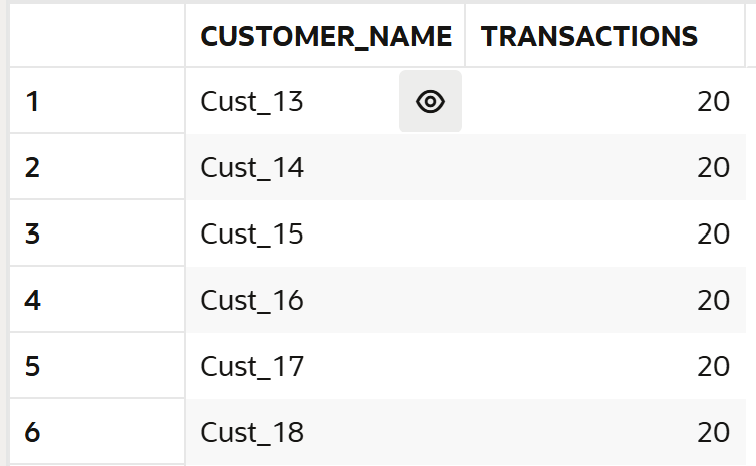 CUSTOMER_NAME TRANSACTIONS
1 Cust_13 20
2 Cust_14 20
3 Cust_15 20
4 Cust_16 20
5 Cust_17 20
6 Cust_18 20